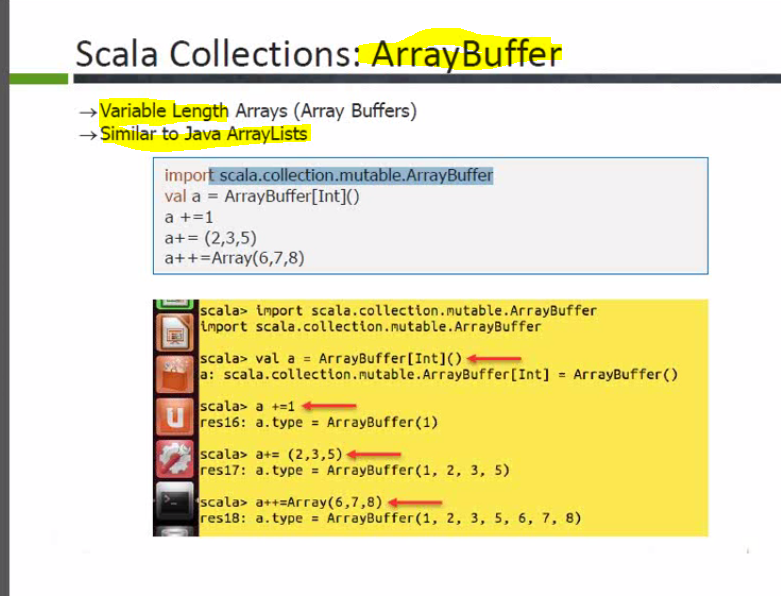 Scala Collections: ArrayBuffer
→Variable Length Arrays (Array Buffers)
→Similar to Java ArrayLists
import scala.collection.mutable.ArrayBuffer
val a = ArrayBuffer[Int]()
a +=1
a+= (2,3,5)
a++=Array(6,7,8)
scala> import scala.collection.mutable.ArrayBuffer
import scala.collection.mutable.ArrayBuffer
scala> val a = ArrayBuffer[Int]()
a: scala.collection.mutable.ArrayBuffer[Int] = ArrayBuffer()
scala> a +=1
res16: a.type = ArrayBuffer(1)
scala> a+= (2,3,5)
res17: a.type = ArrayBuffer(1, 2, 3, 5)
scala> a++=Array(6,7,8)
res18: a.type = ArrayBuffer(1, 2, 3, 5, 6, 7, 8)